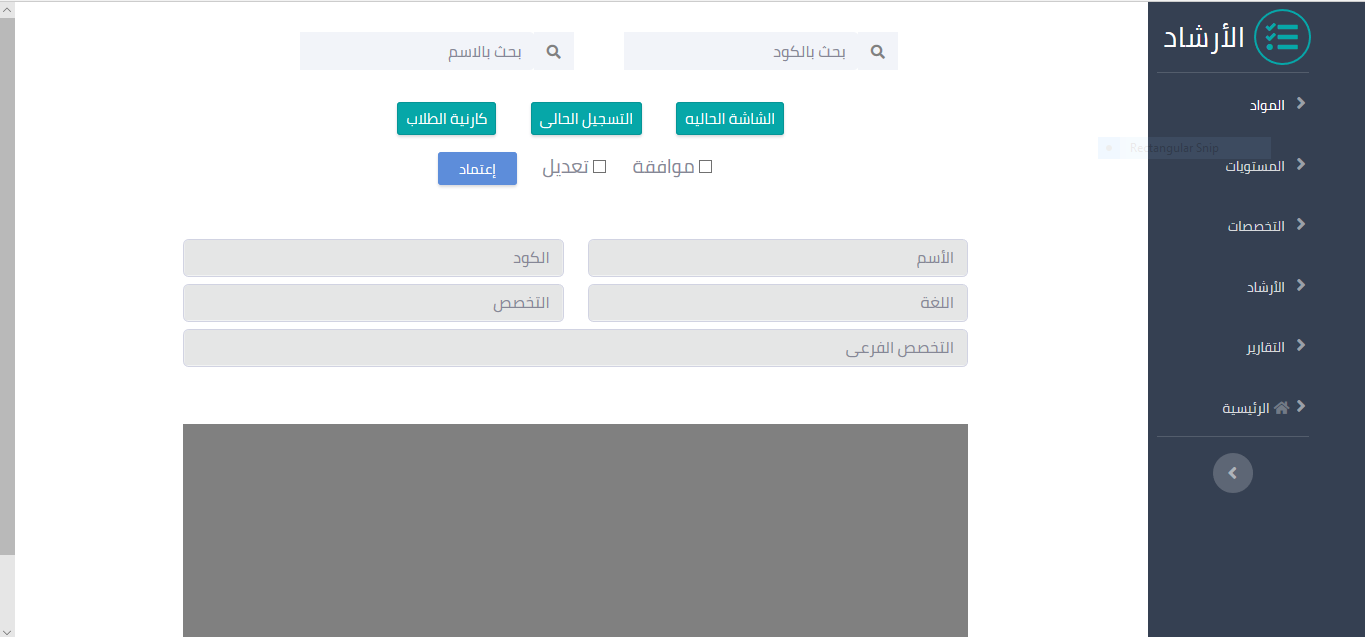 الأرشاد
المواد
المستويات
التخصصات
الأرشاد
التقارير
الرئيسية
Rectangular Snip
بحث بالكود
بحث بالاسم
الشاشة الحاليه
التسجيل الحالى
كارنية الطلاب
موافقة
تعديل
إعتماد
الأسم
الكود
اللغة
التخصص
التخصص الفرعى